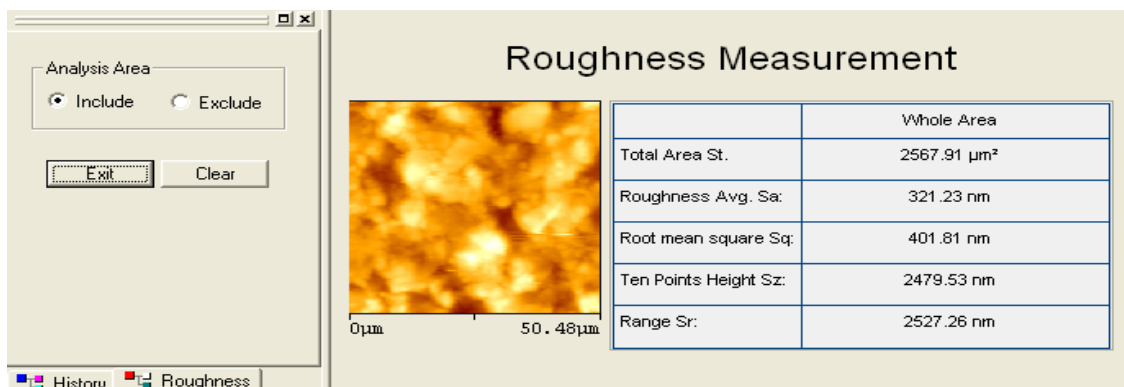 Analysis Area
Include Exclude
Exit Clear
History Roughness
Roughness Measurement
Whole Area
Total Area St. 2567.91 µm²
Roughness Avg. Sa: 321.23 nm
Root mean square Sq: 401.81 nm
Ten Points Height Sz: 2479.53 nm
Range Sr: 2527.26 nm
0µm 50.48µm